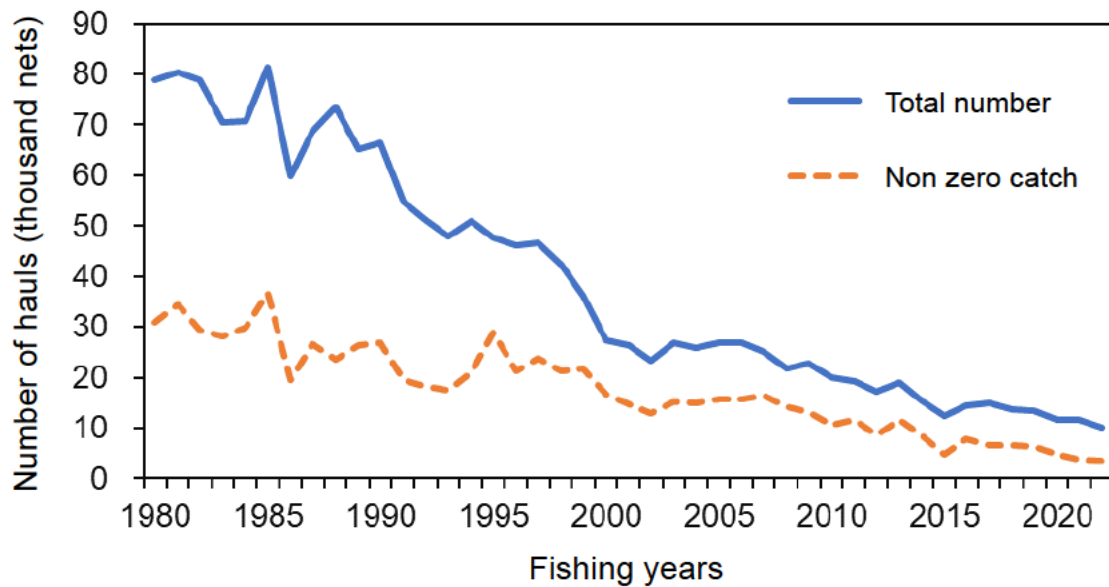 Number of hauls (thousand nets)
90
80
70
60
50
40
30
20
10
0
Total number
Non zero catch
1980 1985 1990 1995 2000 2005 2010 2015 2020
Fishing years